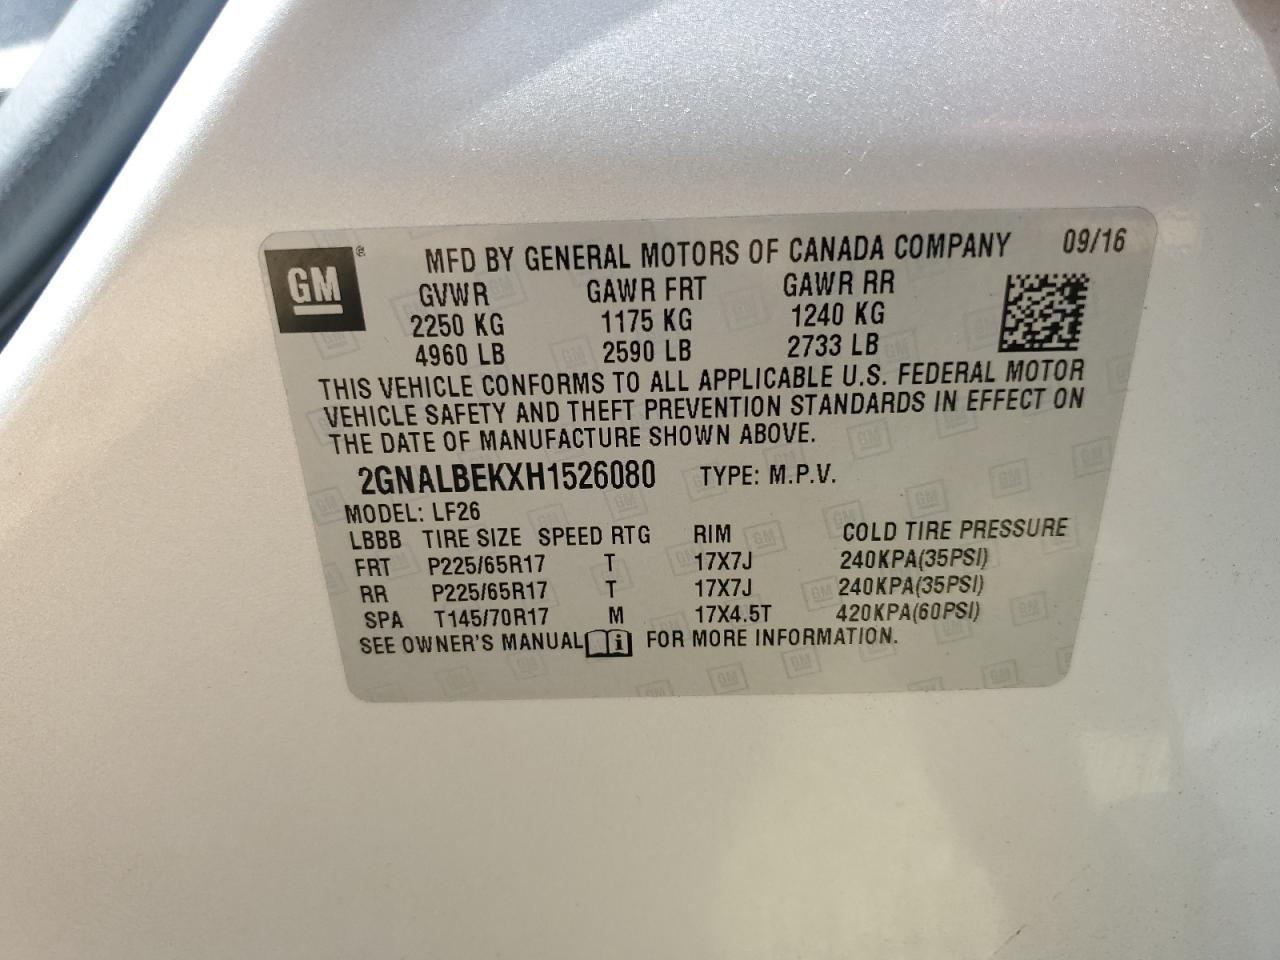 GM®
MFD BY GENERAL MOTORS OF CANADA COMPANY 09/16
GVWR GAWR FRT GAWR RR
2250 KG 1175 KG 1240 KG
4960 LB 2590 LB 2733 LB
THIS VEHICLE CONFORMS TO ALL APPLICABLE U.S. FEDERAL MOTOR
VEHICLE SAFETY AND THEFT PREVENTION STANDARDS IN EFFECT ON
THE DATE OF MANUFACTURE SHOWN ABOVE.
2GNALBEKXH1526080 TYPE: M.P.V.
MODEL: LF26
LBBB TIRE SIZE SPEED RTG RIM COLD TIRE PRESSURE
FRT P225/65R17 T 17X7J 240KPA(35PSI)
RR P225/65R17 T 17X7J 240KPA(35PSI)
SPA T145/70R17 M 17X4.5T 420KPA(60PSI)
SEE OWNER'S MANUAL i FOR MORE INFORMATION.